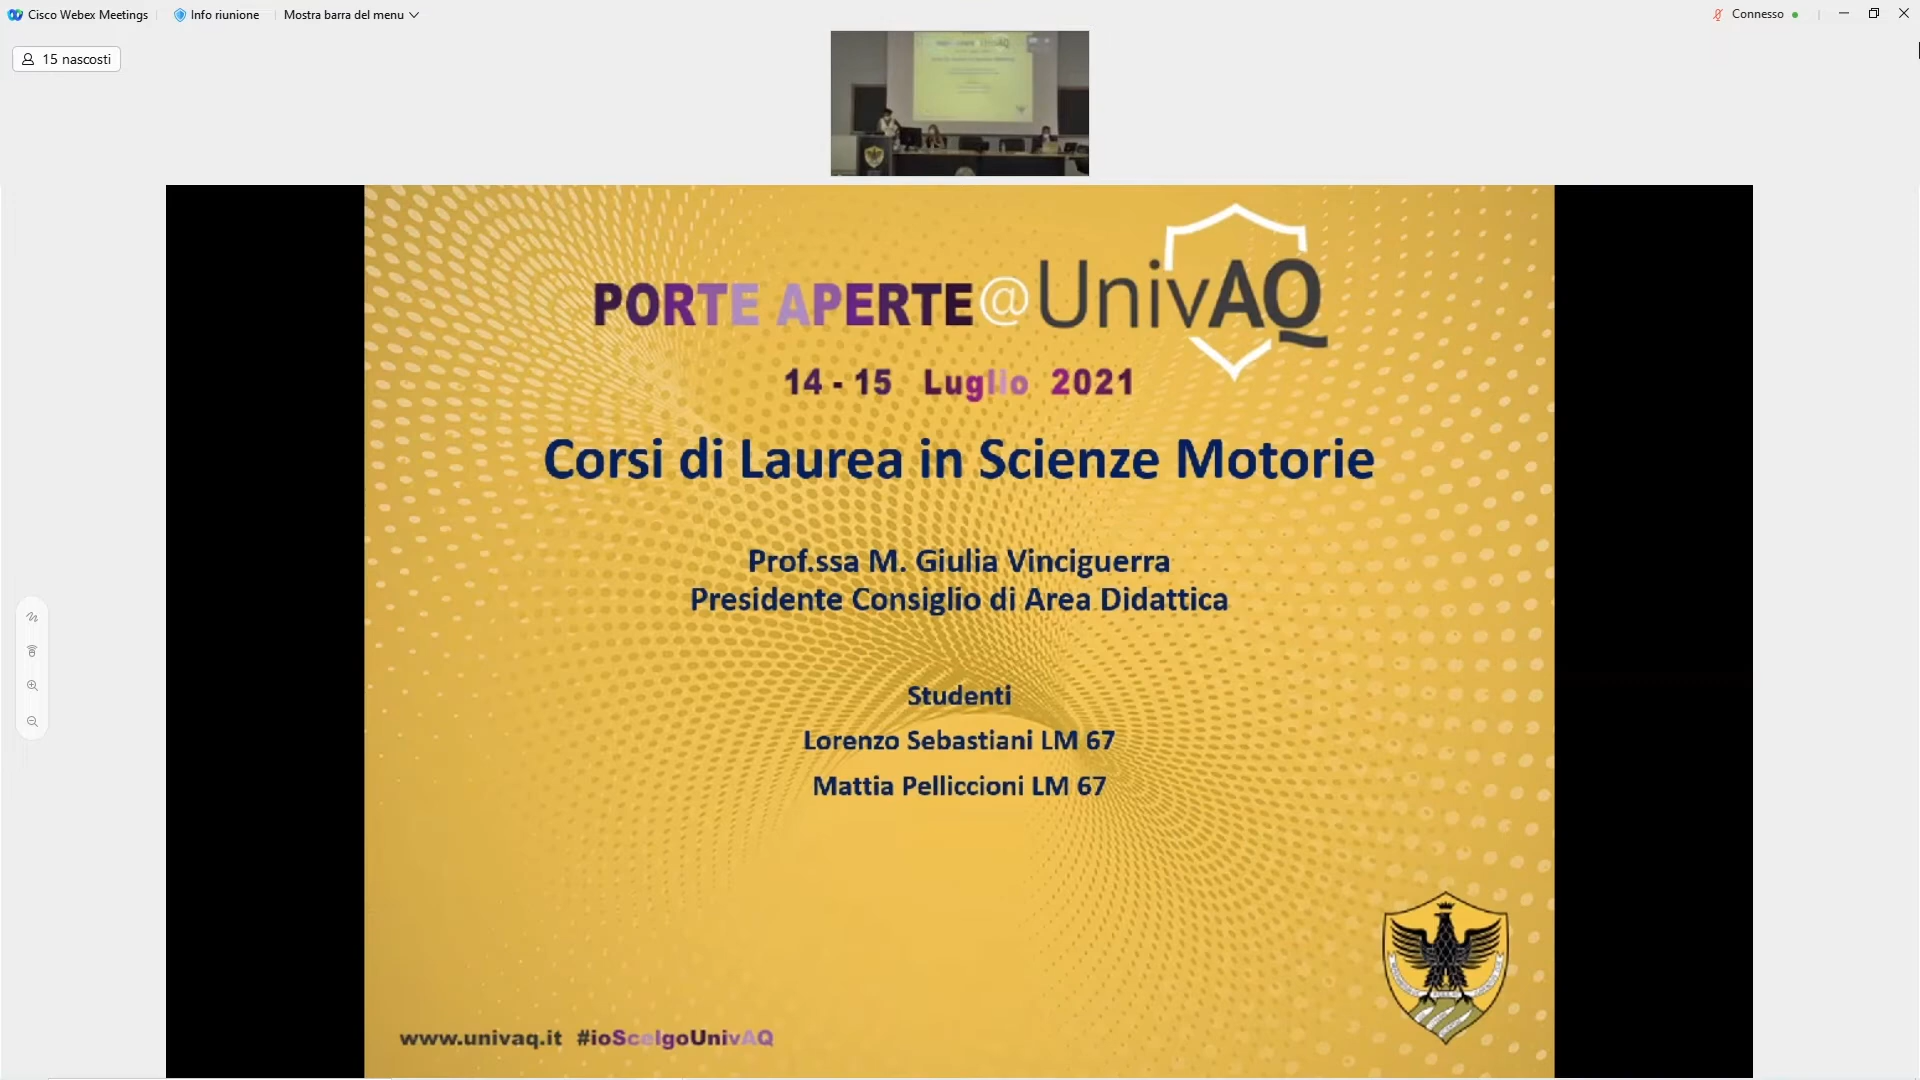 Cisco Webex Meetings
Info riunione
Mostra barra del menu
Connesso
15 nascosti
PORTE APERTE@UnivAQ
14 - 15 Luglio 2021
Corsi di Laurea in Scienze Motorie
Prof.ssa M. Giulia Vinciguerra
Presidente Consiglio di Area Didattica
Studenti
Lorenzo Sebastiani LM 67
Mattia Pelliccioni LM 67
www.univaq.it #ioScelgoUnivAQ